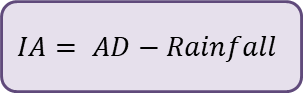 IA = AD − Rainfall